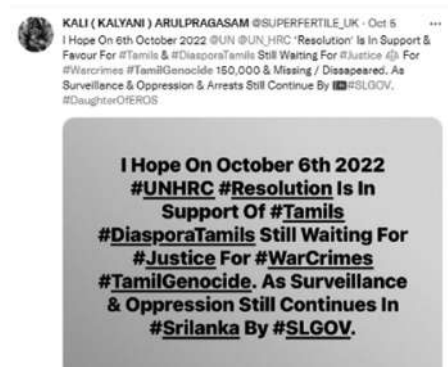 KALI ( KALYANI ) ARULPRAGASAM @SUPERFERTILE_UK · Oct 5
I Hope On 6th October 2022 @UN @UN_HRC 'Resolution' Is In Support &
Favour For #Tamils & #DiasporaTamils Still Waiting For #Justice ⚖ For
#Warcrimes #TamilGenocide 150,000 & Missing / Dissapeared. As
Surveillance & Oppression & Arrests Still Continue By 🇱🇰#SLGOV.
#DaughterOfEROS
I Hope On October 6th 2022
#UNHRC #Resolution Is In
Support Of #Tamils
#DiasporaTamils Still Waiting For
#Justice For #WarCrimes
#TamilGenocide. As Surveillance
& Oppression Still Continues In
#Srilanka By #SLGOV.